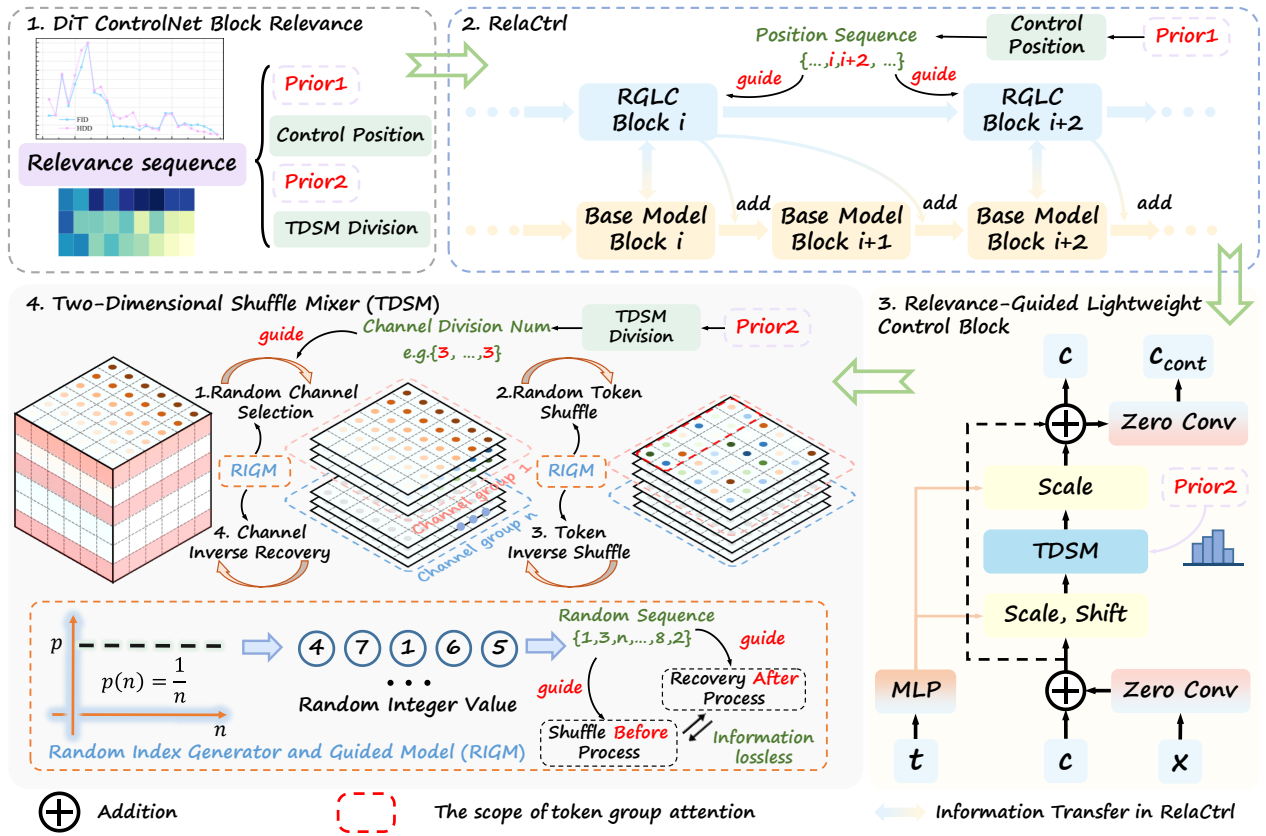 1. DiT ControlNet Block Relevance
FID
HDD
Relevance sequence
Prior1
Control Position
Prior2
TDSM Division
2. RelaCtrl
Position Sequence
{...,i,i+2, ...}
Control
Position
Prior1
guide
guide
RGLC
Block i
RGLC
Block i+2
add
add
add
Base Model
Block i
Base Model
Block i+1
Base Model
Block i+2
3. Relevance-Guided Lightweight
Control Block
c
c_cont
Zero Conv
Scale
Prior2
TDSM
Scale, Shift
MLP
Zero Conv
t
c
x
4. Two-Dimensional Shuffle Mixer (TDSM)
guide
Channel Division Num
e.g.{3, ...,3}
TDSM
Division
Prior2
1.Random Channel
Selection
2.Random Token
Shuffle
RIGM
RIGM
Channel group 1
Channel group n
4. Channel
Inverse Recovery
3. Token
Inverse Shuffle
p
p(n) = 1/n
n
4 7 1 6 5
...
Random Integer Value
Random Sequence
{1,3,n,...,8,2}
guide
guide
Recovery After
Process
Shuffle Before
Process
Information
lossless
Random Index Generator and Guided Model (RIGM)
Addition
The scope of token group attention
Information Transfer in RelaCtrl